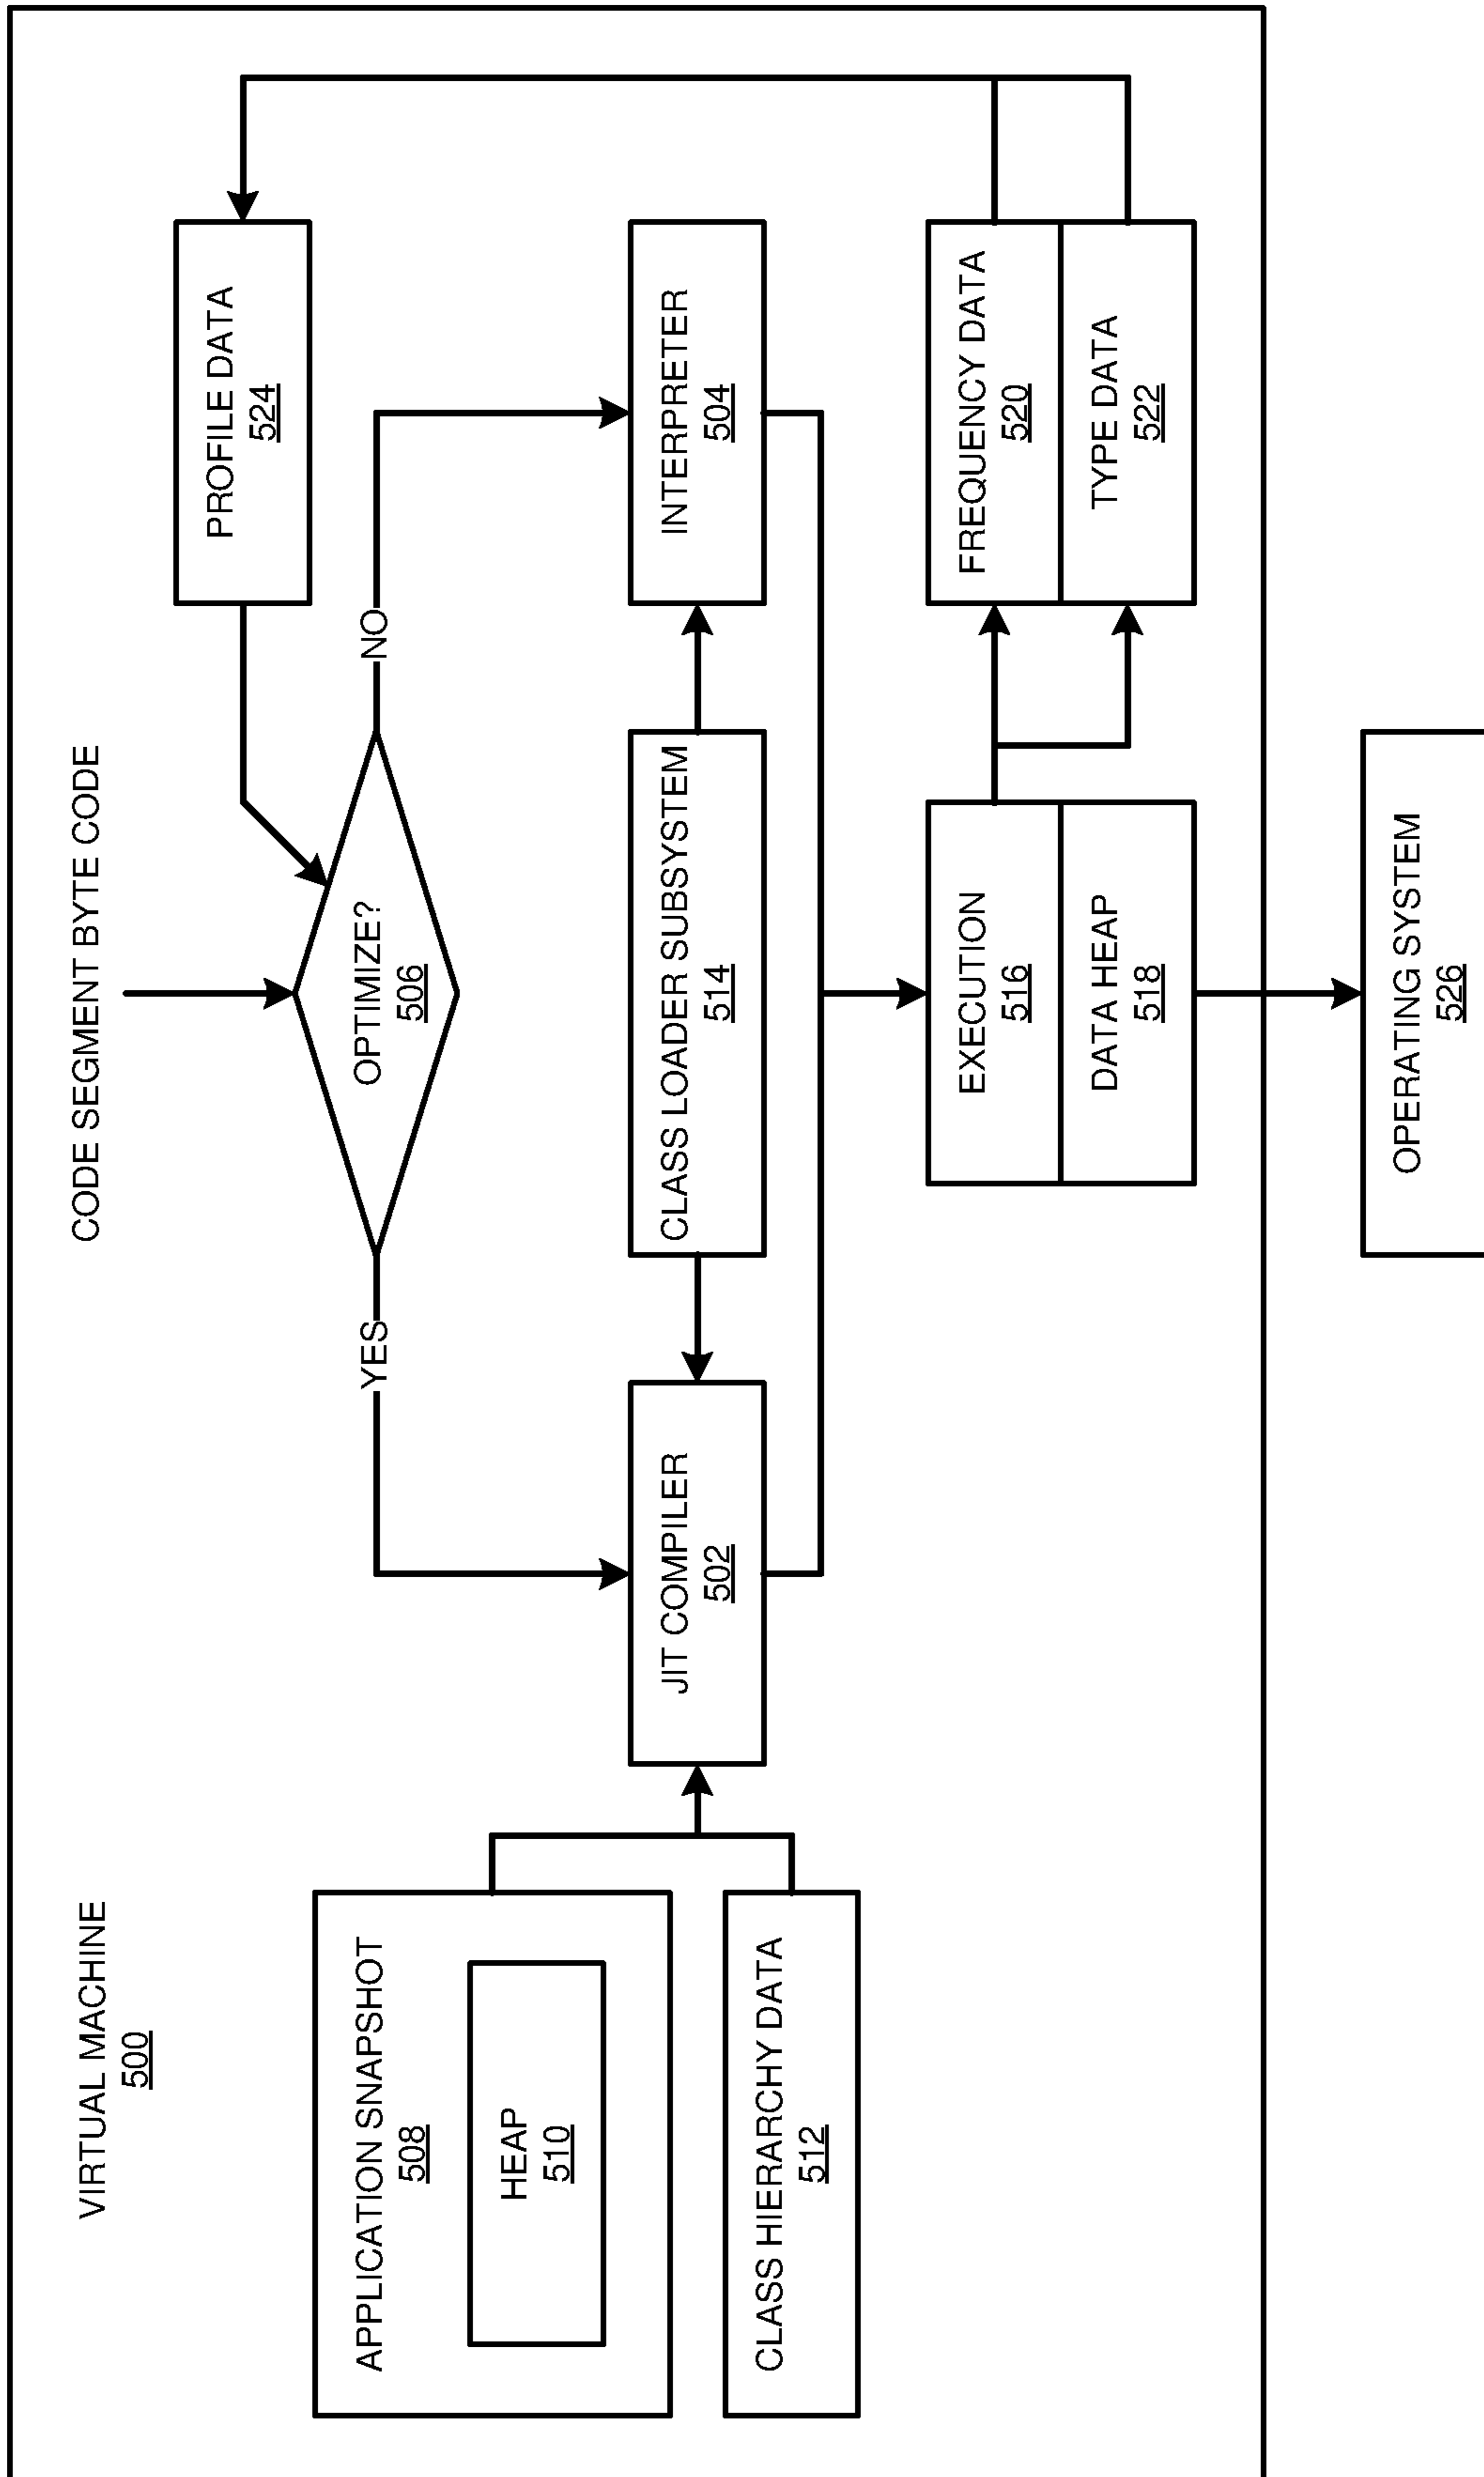 VIRTUAL MACHINE
500
CODE SEGMENT BYTE CODE
PROFILE DATA
524
APPLICATION SNAPSHOT
508
HEAP
510
CLASS HIERARCHY DATA
512
YES
OPTIMIZE?
506
NO
JIT COMPILER
502
CLASS LOADER SUBSYSTEM
514
INTERPRETER
504
EXECUTION
516
DATA HEAP
518
FREQUENCY DATA
520
TYPE DATA
522
OPERATING SYSTEM
526